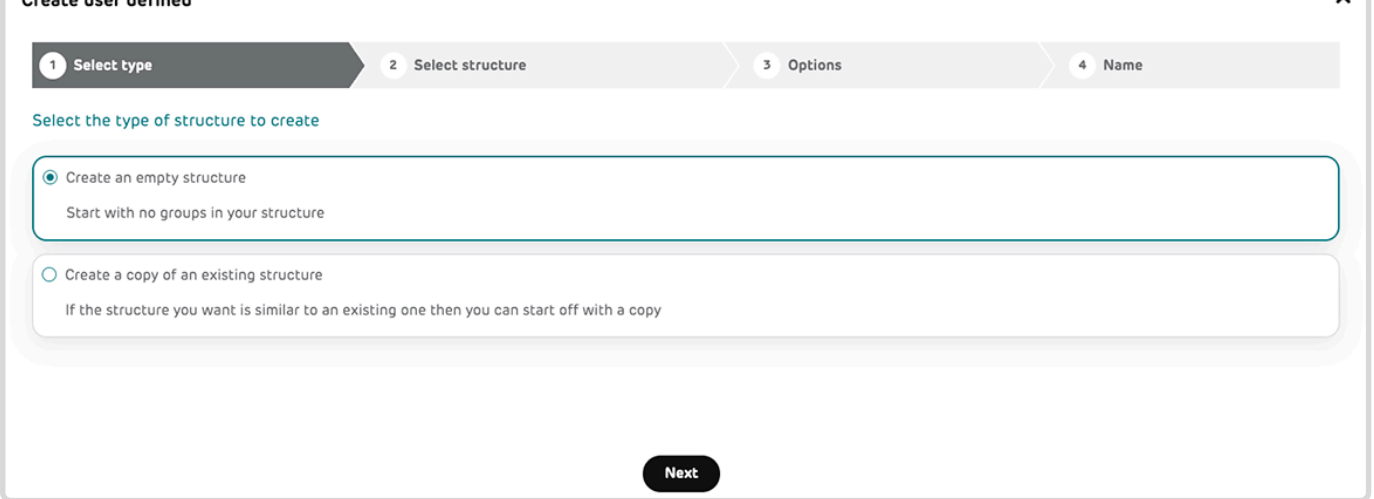 Create user defined
1 Select type
2 Select structure
3 Options
4 Name
Select the type of structure to create
Create an empty structure
Start with no groups in your structure
Create a copy of an existing structure
If the structure you want is similar to an existing one then you can start off with a copy
Next